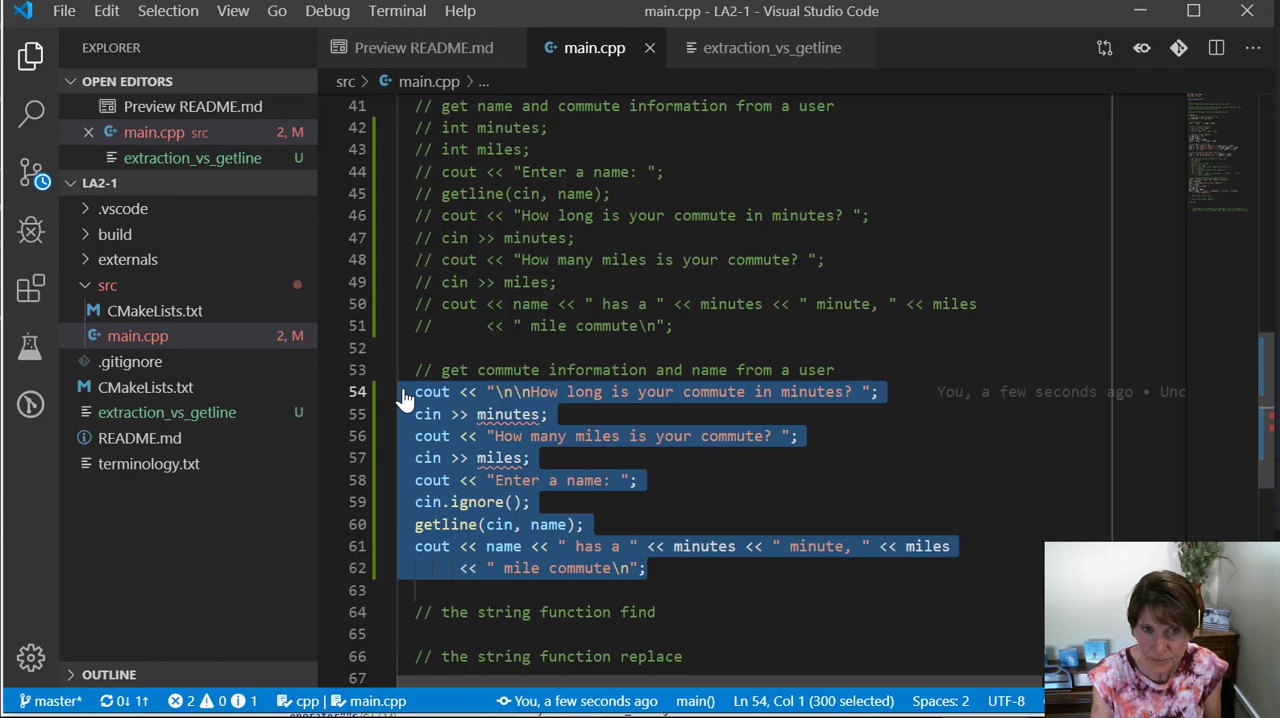 File Edit Selection View Go Debug Terminal Help main.cpp - LA2-1 - Visual Studio Code
EXPLORER
Preview README.md
main.cpp
extraction_vs_getline
OPEN EDITORS
Preview README.md
main.cpp src 2, M
extraction_vs_getline U
LA2-1
.vscode
build
externals
src
CMakeLists.txt
main.cpp 2, M
.gitignore
CMakeLists.txt
extraction_vs_getline U
README.md
terminology.txt
OUTLINE
src > main.cpp > ...
41 // get name and commute information from a user
42 // int minutes;
43 // int miles;
44 // cout << "Enter a name: ";
45 // getline(cin, name);
46 // cout << "How long is your commute in minutes? ";
47 // cin >> minutes;
48 // cout << "How many miles is your commute? ";
49 // cin >> miles;
50 // cout << name << " has a " << minutes << " minute, " << miles
51 // << " mile commute\n";
52
53 // get commute information and name from a user
54 cout << "\n\nHow long is your commute in minutes? "; You, a few seconds ago • Unc
55 cin >> minutes;
56 cout << "How many miles is your commute? ";
57 cin >> miles;
58 cout << "Enter a name: ";
59 cin.ignore();
60 getline(cin, name);
61 cout << name << " has a " << minutes << " minute, " << miles
62 << " mile commute\n";
63
64 // the string function find
65
66 // the string function replace
67
master* 0↓ 1↑ 2 0 1 cpp | main.cpp You, a few seconds ago main() Ln 54, Col 1 (300 selected) Spaces: 2 UTF-8